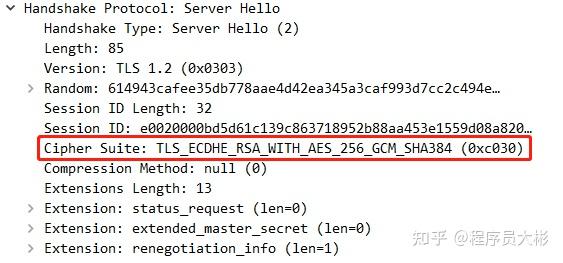 Handshake Protocol: Server Hello
Handshake Type: Server Hello (2)
Length: 85
Version: TLS 1.2 (0x0303)
Random: 614943cafee35db778aae4d42ea345a3caf993d7cc2c494e…
Session ID Length: 32
Session ID: e0020000bd5d61c139c863718952b88aa453e1559d08a820…
Cipher Suite: TLS_ECDHE_RSA_WITH_AES_256_GCM_SHA384 (0xc030)
Compression Method: null (0)
Extensions Length: 13
Extension: status_request (len=0)
Extension: extended_master_secret (len=0)
Extension: renegotiation_info (len=1)
知乎 @程序员大彬